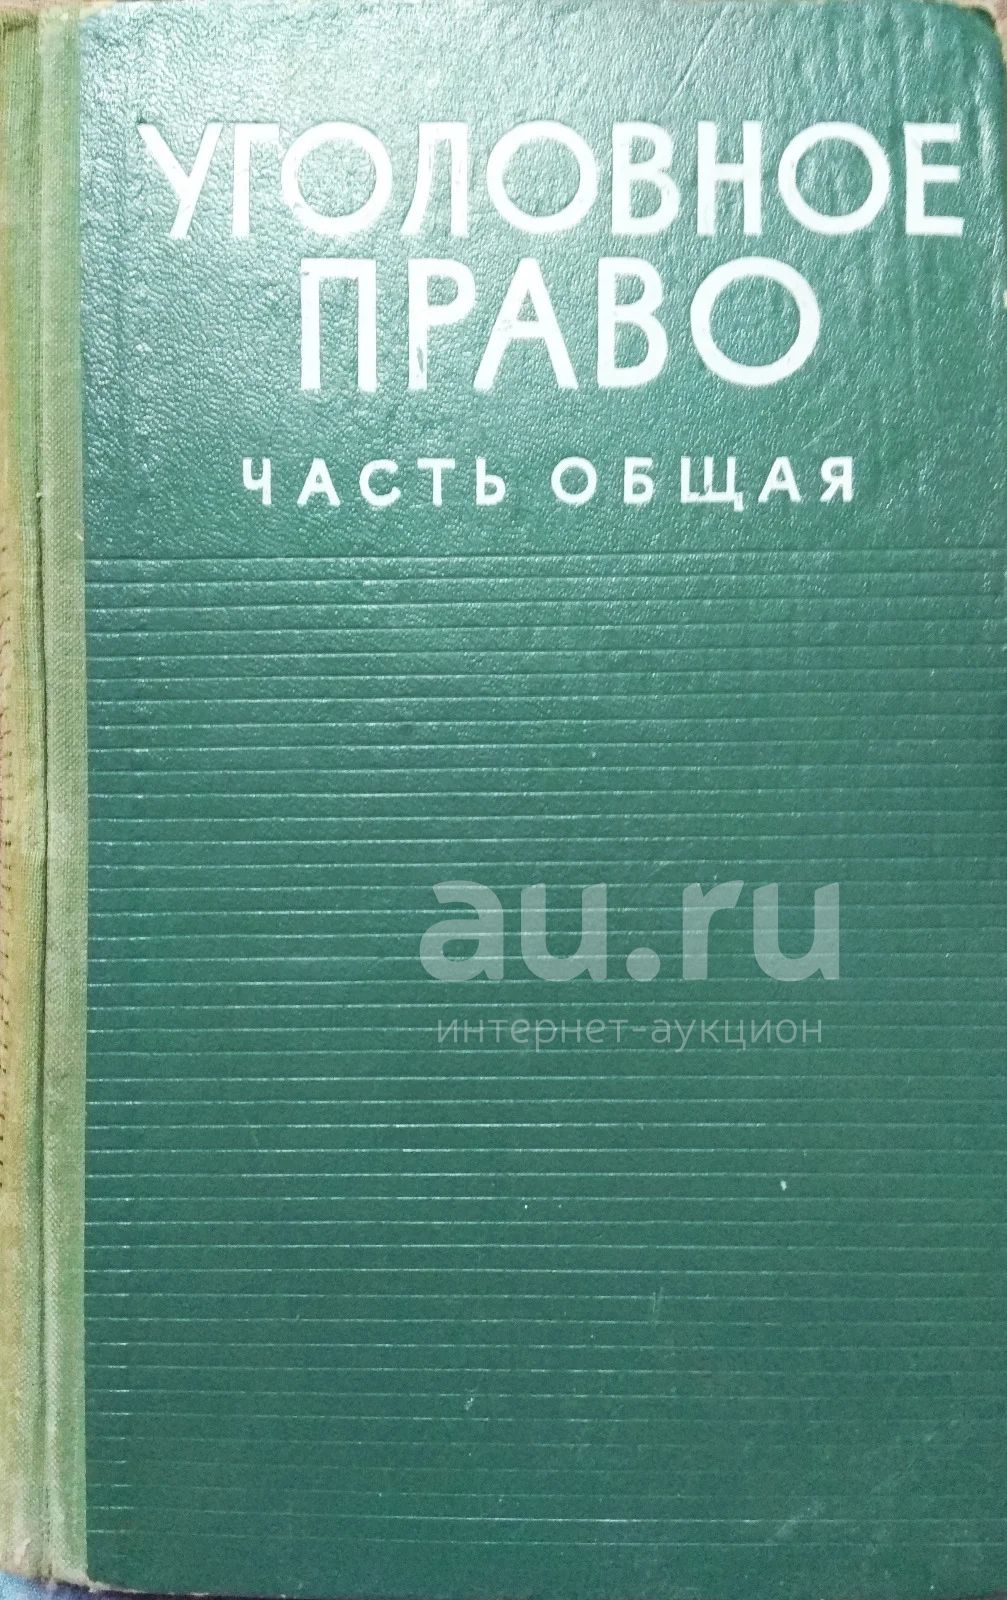 УГОЛОВНОЕ
ПРАВО
ЧАСТЬ ОБЩАЯ
au.ru
интернет-аукцион